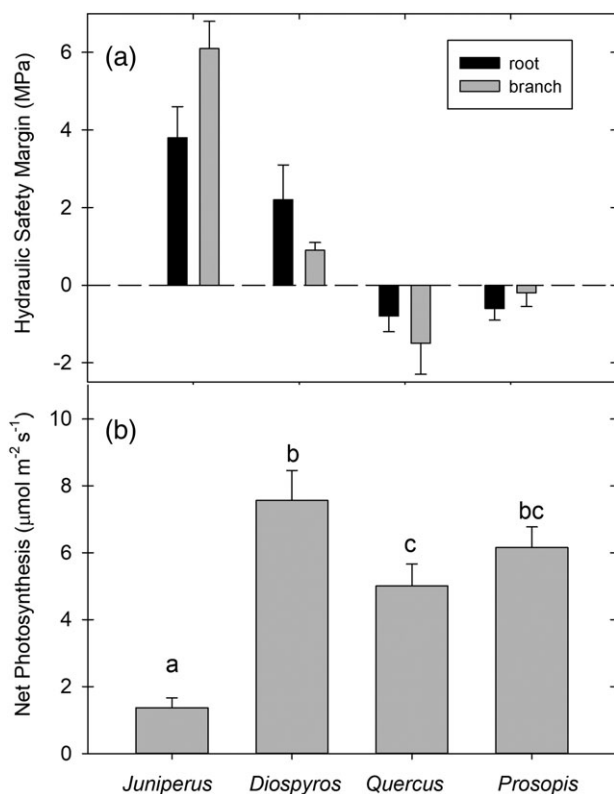 (a)
Hydraulic Safety Margin (MPa)
6
4
2
0
-2
root
branch
(b)
Net Photosynthesis (μmol m⁻² s⁻¹)
10
8
6
4
2
0
a
b
c
bc
Juniperus Diospyros Quercus Prosopis